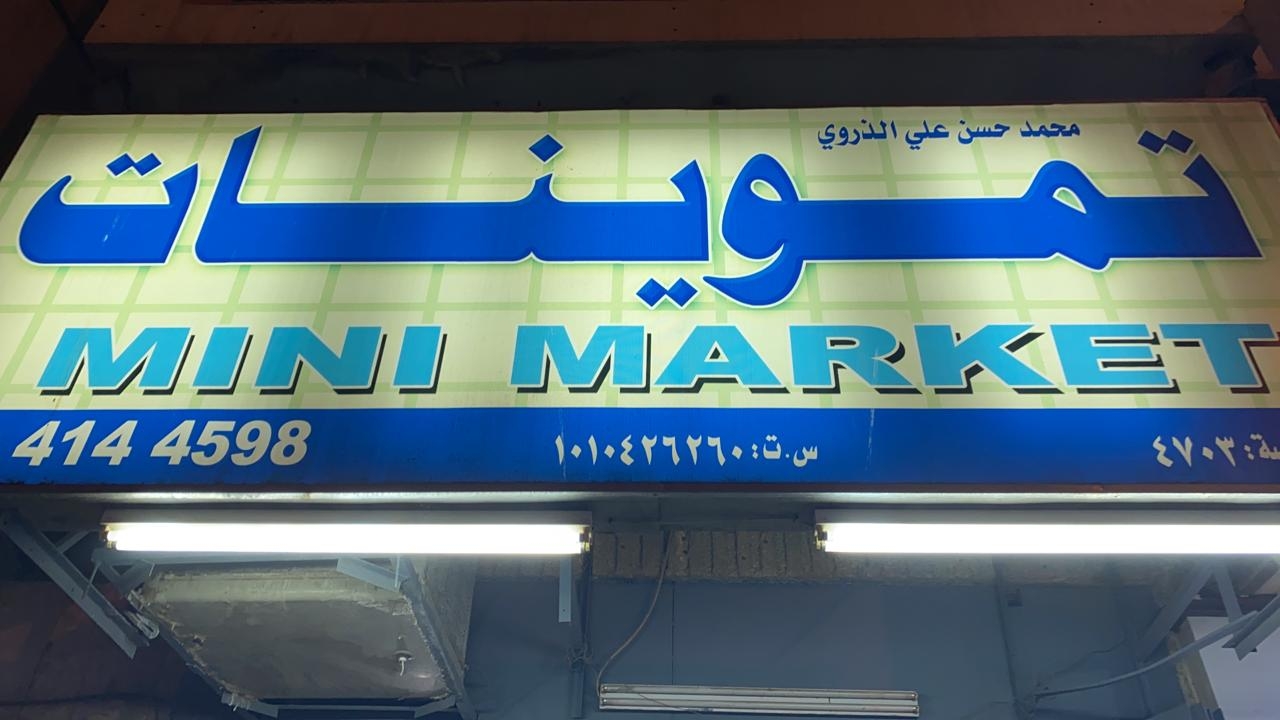 محمد حسن علي الذروي
تموينات
MINI MARKET
414 4598
س.ت: ١٠١٠٤٢٦٢٦٠
٤٧٠٣